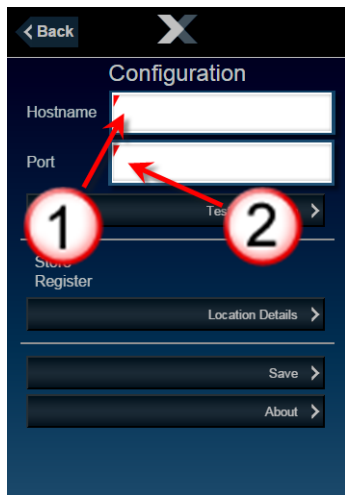 Back
Configuration
Hostname
Port
1
2
Store
Register
Location Details
Save
About